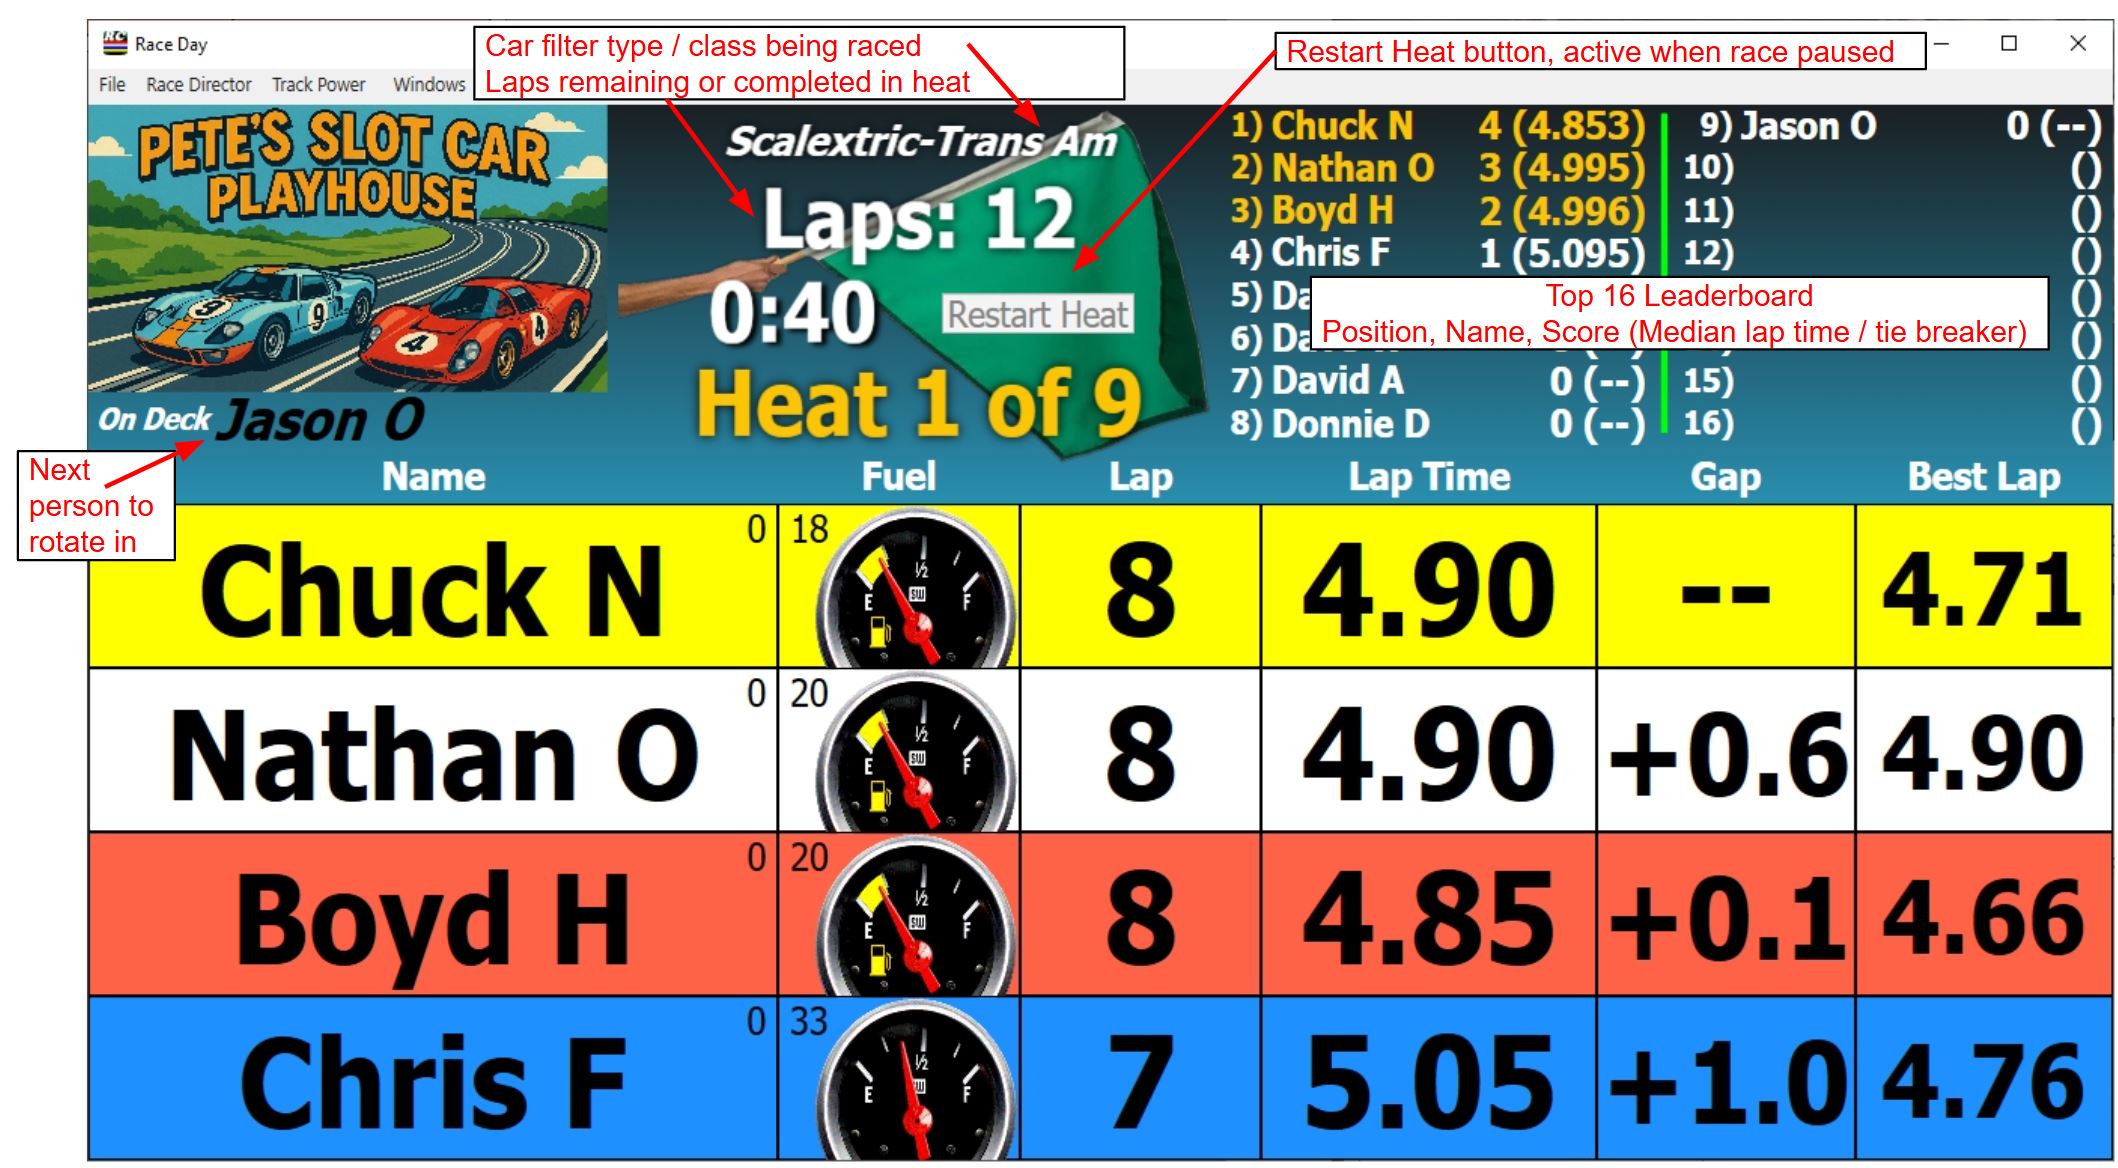 Race Day
Car filter type / class being raced
Laps remaining or completed in heat
Restart Heat button, active when race paused
File Race Director Track Power Windows
PETE'S SLOT CAR
PLAYHOUSE
9
9
4
4
On Deck Jason O
Next
person to
rotate in
Scalextric-Trans Am
Laps: 12
0:40
Restart Heat
Heat 1 of 9
1) Chuck N 4 (4.853)
2) Nathan O 3 (4.995)
3) Boyd H 2 (4.996)
4) Chris F 1 (5.095)
5) Da
6)
7) David A 0 (--)
8) Donnie D 0 (--)
9) Jason O 0 (--)
10) ()
11) ()
12) ()
()
()
15) ()
16) ()
Top 16 Leaderboard
Position, Name, Score (Median lap time / tie breaker)
Name Fuel Lap Lap Time Gap Best Lap
Chuck N 0 18 E 1/2 SW F 8 4.90 -- 4.71
Nathan O 0 20 E 1/2 SW F 8 4.90 +0.6 4.90
Boyd H 0 20 E 1/2 SW F 8 4.85 +0.1 4.66
Chris F 0 33 E 1/2 F 7 5.05 +1.0 4.76